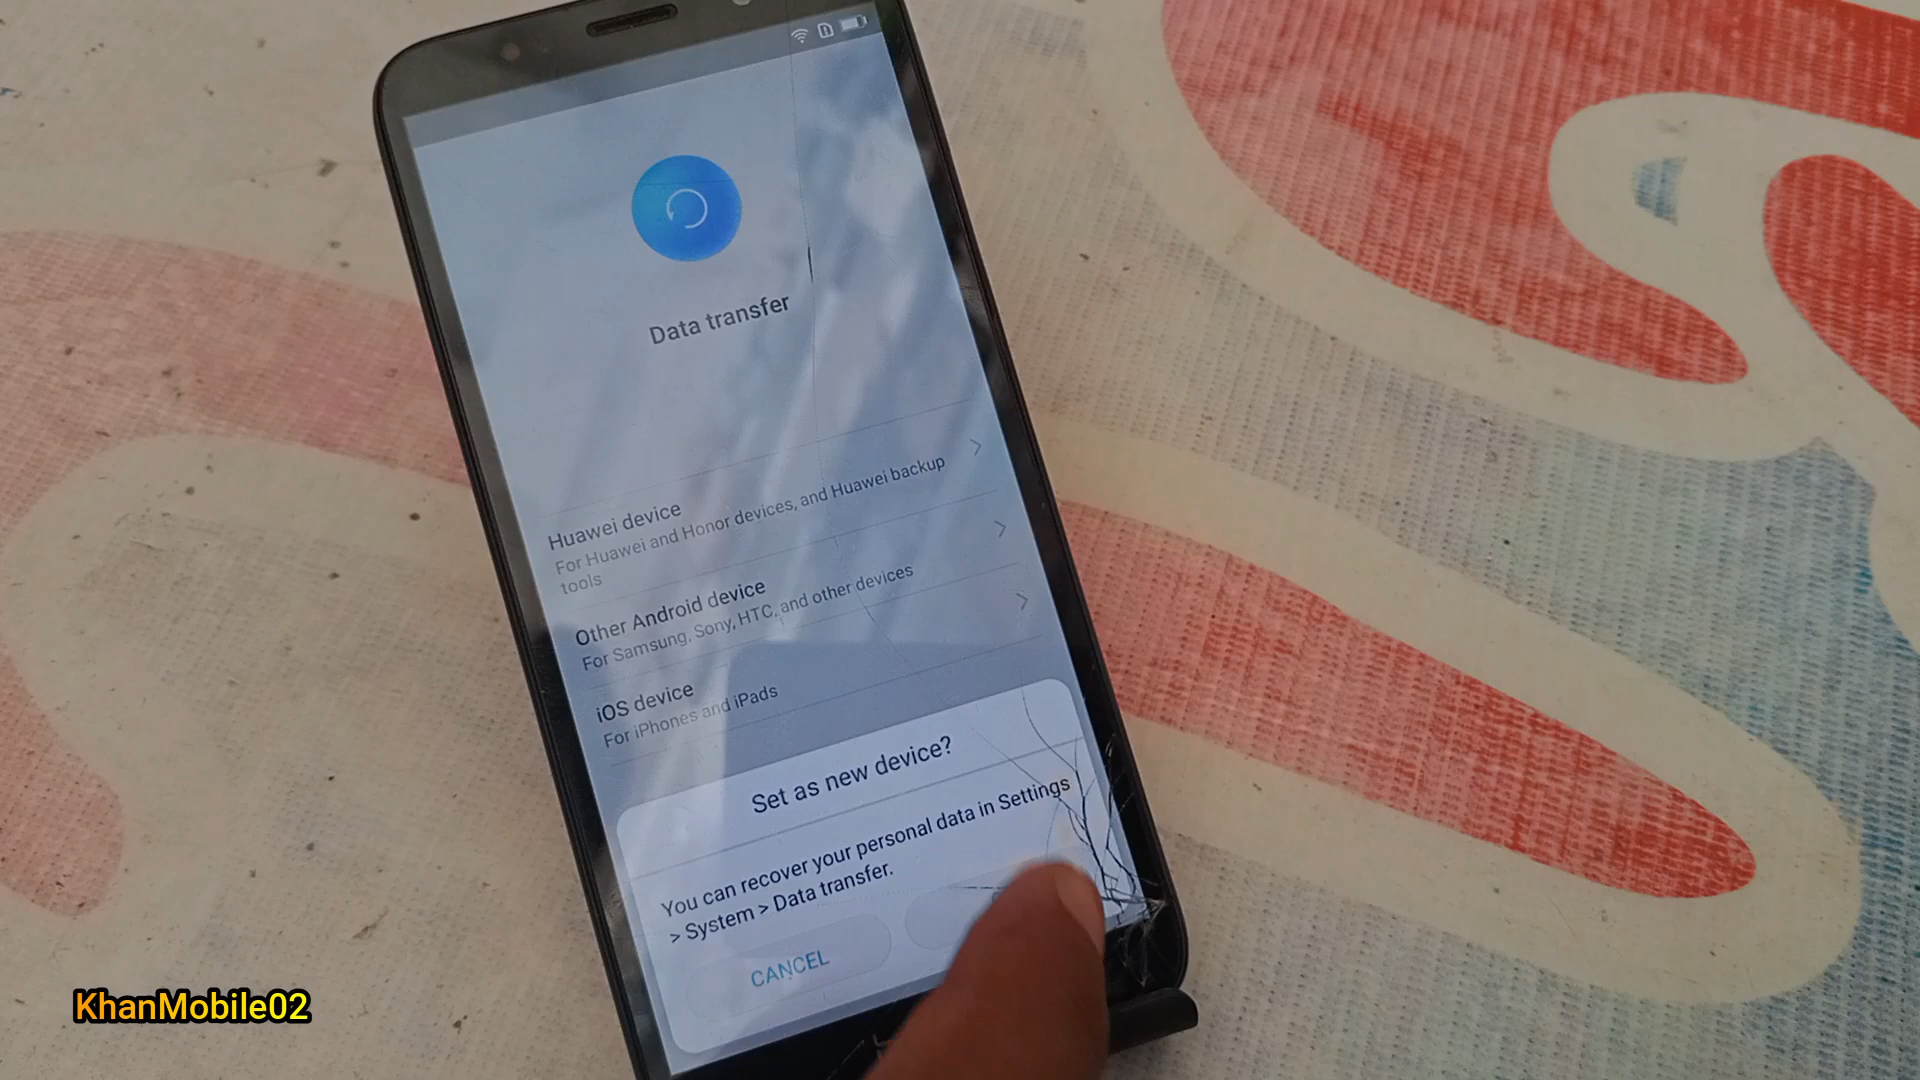 Data transfer
Huawei device
For Huawei and Honor devices, and Huawei backup
tools
Other Android device
For Samsung, Sony, HTC, and other devices
iOS device
For iPhones and iPads
Set as new device?
You can recover your personal data in Settings
> System > Data transfer.
CANCEL
KhanMobile02